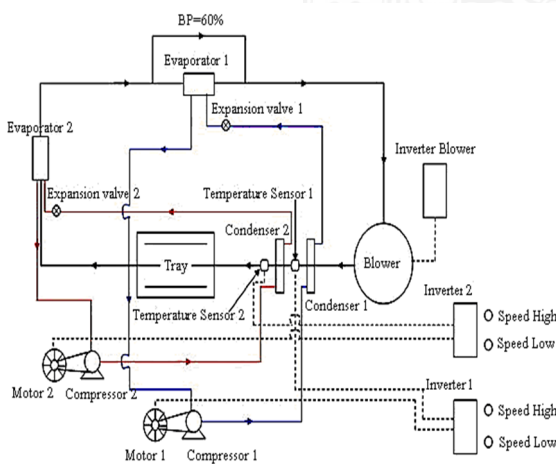 BP=60%
Evaporator 1
Expansion valve 1
Evaporator 2
Inverter Blower
Expansion valve 2
Temperature Sensor 1
Condenser 2
Tray
Blower
Temperature Sensor 2
Condenser 1
Inverter 2
Speed High
Speed Low
Motor 2
Compressor 2
Inverter 1
Speed High
Speed Low
Motor 1
Compressor 1